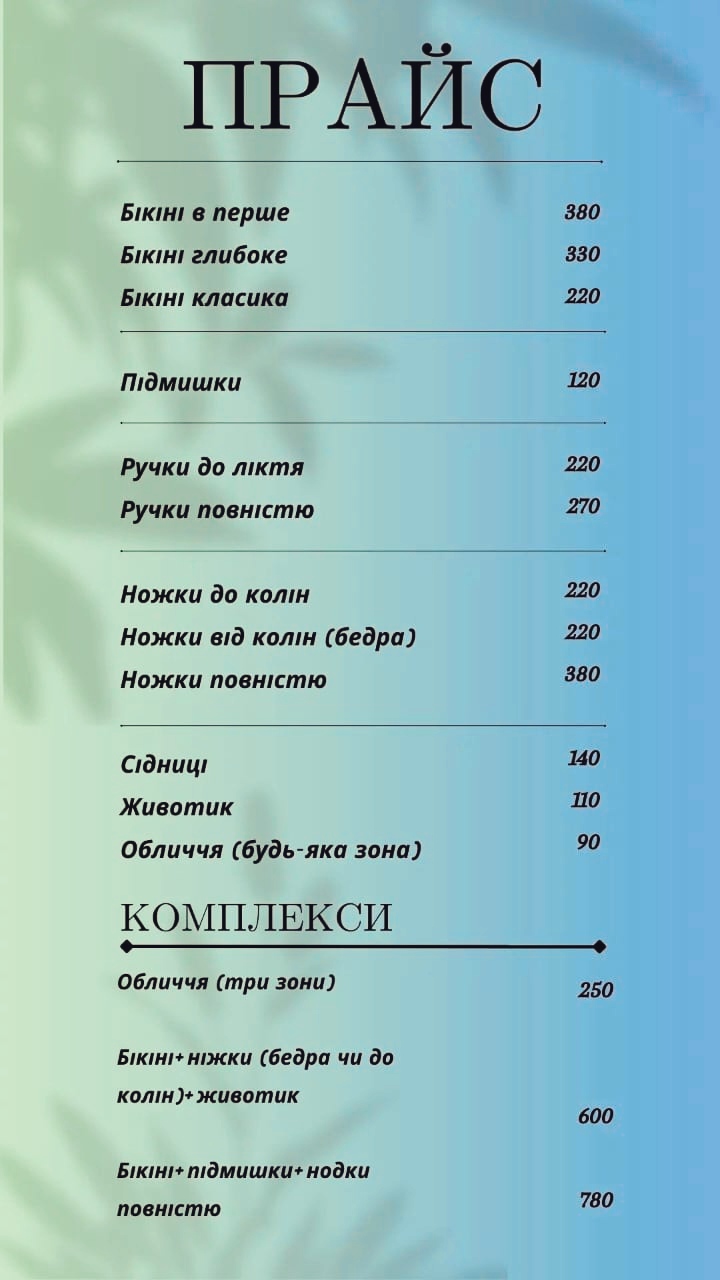 ПРАЙС
Бікіні в перше 380
Бікіні глибоке 330
Бікіні класика 220
Підмишки 120
Ручки до ліктя 220
Ручки повністю 270
Ножки до колін 220
Ножки від колін (бедра) 220
Ножки повністю 380
Сідниці 140
Животик 110
Обличчя (будь-яка зона) 90
КОМПЛЕКСИ
Обличчя (три зони) 250
Бікіні+ніжки (бедра чи до
колін)+животик
600
Бікіні+підмишки+нодки
повністю 780